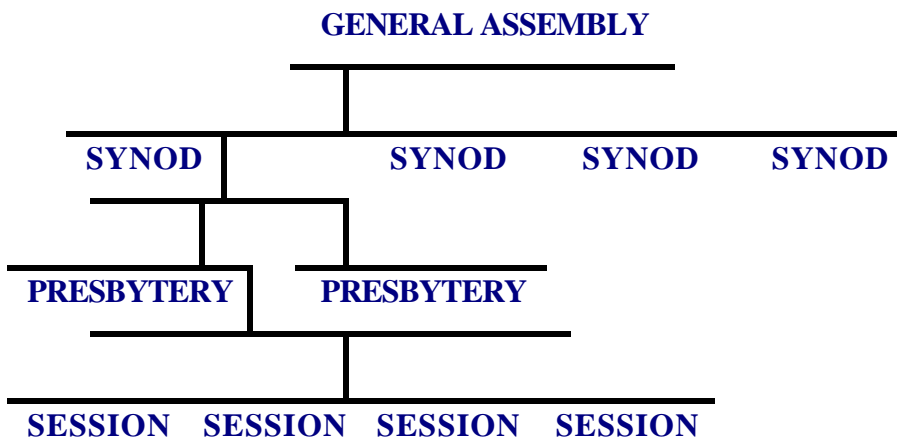 GENERAL ASSEMBLY
SYNOD SYNOD SYNOD SYNOD
PRESBYTERY PRESBYTERY
SESSION SESSION SESSION SESSION